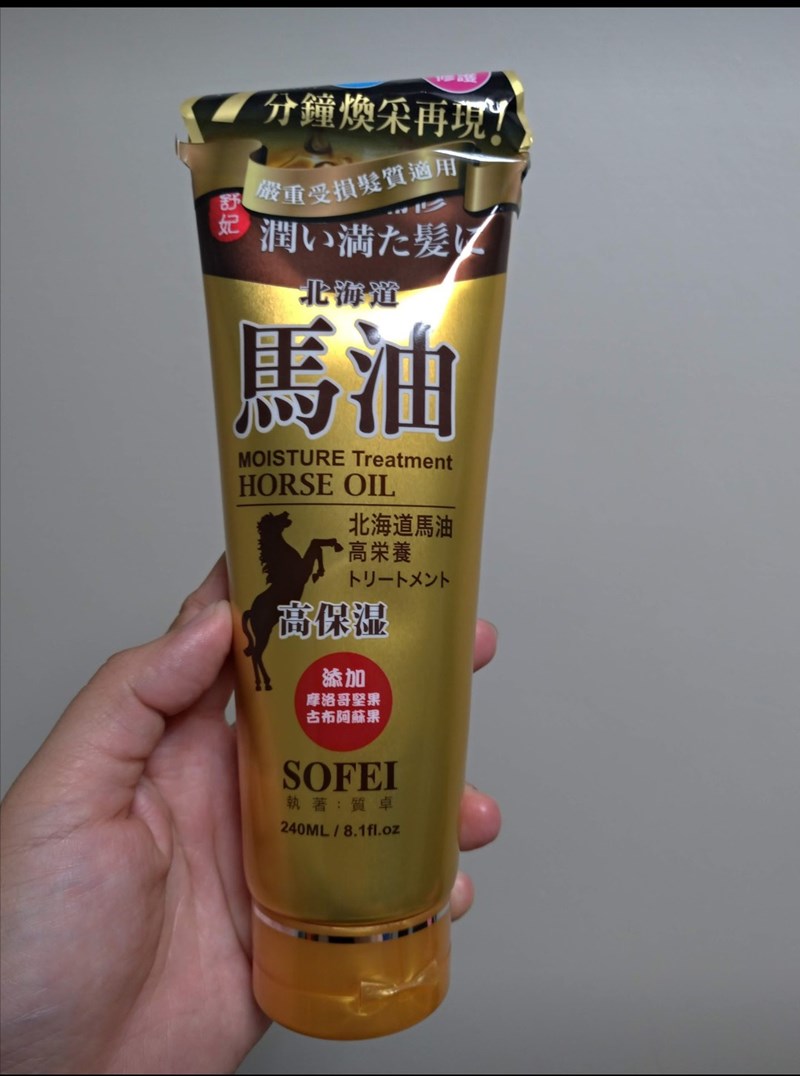 修護
7分鐘煥采再現!
嚴重受損髮質適用
舒妃
潤い満た髪に
北海道
馬油
MOISTURE Treatment
HORSE OIL
北海道馬油
高栄養
トリートメント
高保湿
添加
摩洛哥堅果
古布阿蘇果
SOFEI
執著:質卓
240ML / 8.1fl.oz